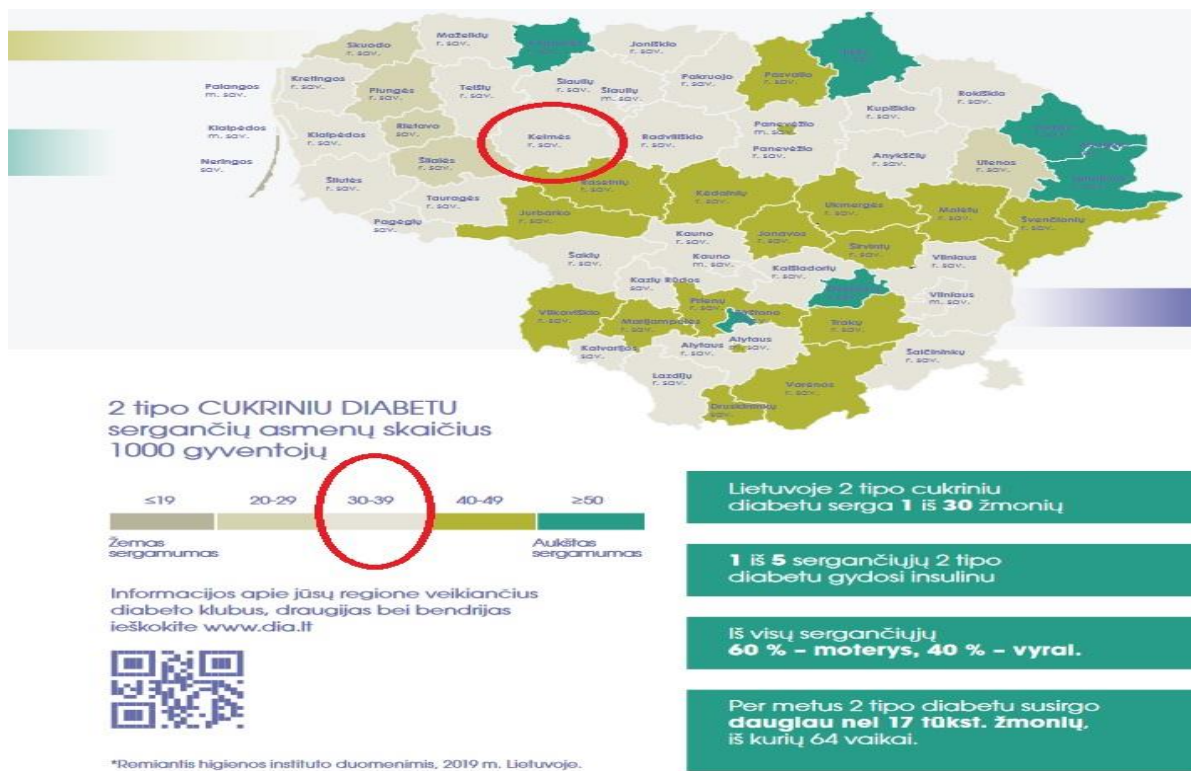 Skuodo
r. sav.
Mažeikių
r. sav.
Joniškio
r. sav.
Palangos
m. sav.
Kretingos
r. sav.
Plungės
r. sav.
Telšių
r. sav.
Šiaulių
r. sav.
Šiaulių
m. sav.
Pakruojo
r. sav.
Pasvalio
r. sav.
Rokiškio
r. sav.
Klaipėdos
m. sav.
Klaipėdos
r. sav.
Rietavo
sav.
Kelmės
r. sav.
Radviliškio
r. sav.
Panevėžio
m. sav.
Panevėžio
r. sav.
Kupiškio
r. sav.
Anykščių
r. sav.
Utenos
r. sav.
Neringos
sav.
Šilutės
r. sav.
Šilalės
r. sav.
Tauragės
r. sav.
Pagėgių
sav.
Raseinių
r. sav.
Jurbarko
r. sav.
Kėdainių
r. sav.
Jonavos
r. sav.
Ukmergės
r. sav.
Molėtų
r. sav.
Švenčionių
r. sav.
Širvintų
r. sav.
Šakių
r. sav.
Kauno
r. sav.
Kauno
m. sav.
Kaišiadorių
r. sav.
Kazlų Rūdos
sav.
Vilniaus
r. sav.
Vilniaus
m. sav.
Vilkaviškio
r. sav.
Marijampolės
sav.
Prienų
r. sav.
Trakų
r. sav.
Kalvarijos
sav.
Alytaus
r. sav.
Alytaus
m. sav.
Šalčininkų
r. sav.
Lazdijų
r. sav.
Varėnos
r. sav.
Druskininkų
sav.
2 tipo CUKRINIU DIABETU
sergančių asmenų skaičius
1000 gyventojų
≤19 20-29 30-39 40-49 ≥50
Žemas
sergamumas
Aukštas
sergamumas
Informacijos apie jūsų regione veikiančius
diabeto klubus, draugijas bei bendrijas
ieškokite www.dia.lt
*Remiantis higienos instituto duomenimis, 2019 m. Lietuvoje.
Lietuvoje 2 tipo cukriniu
diabetu serga 1 iš 30 žmonių
1 iš 5 sergančiųjų 2 tipo
diabetu gydosi insulinu
Iš visų sergančiųjų
60 % – moterys, 40 % – vyrai.
Per metus 2 tipo diabetu susirgo
daugiau nei 17 tūkst. žmonių,
iš kurių 64 vaikai.